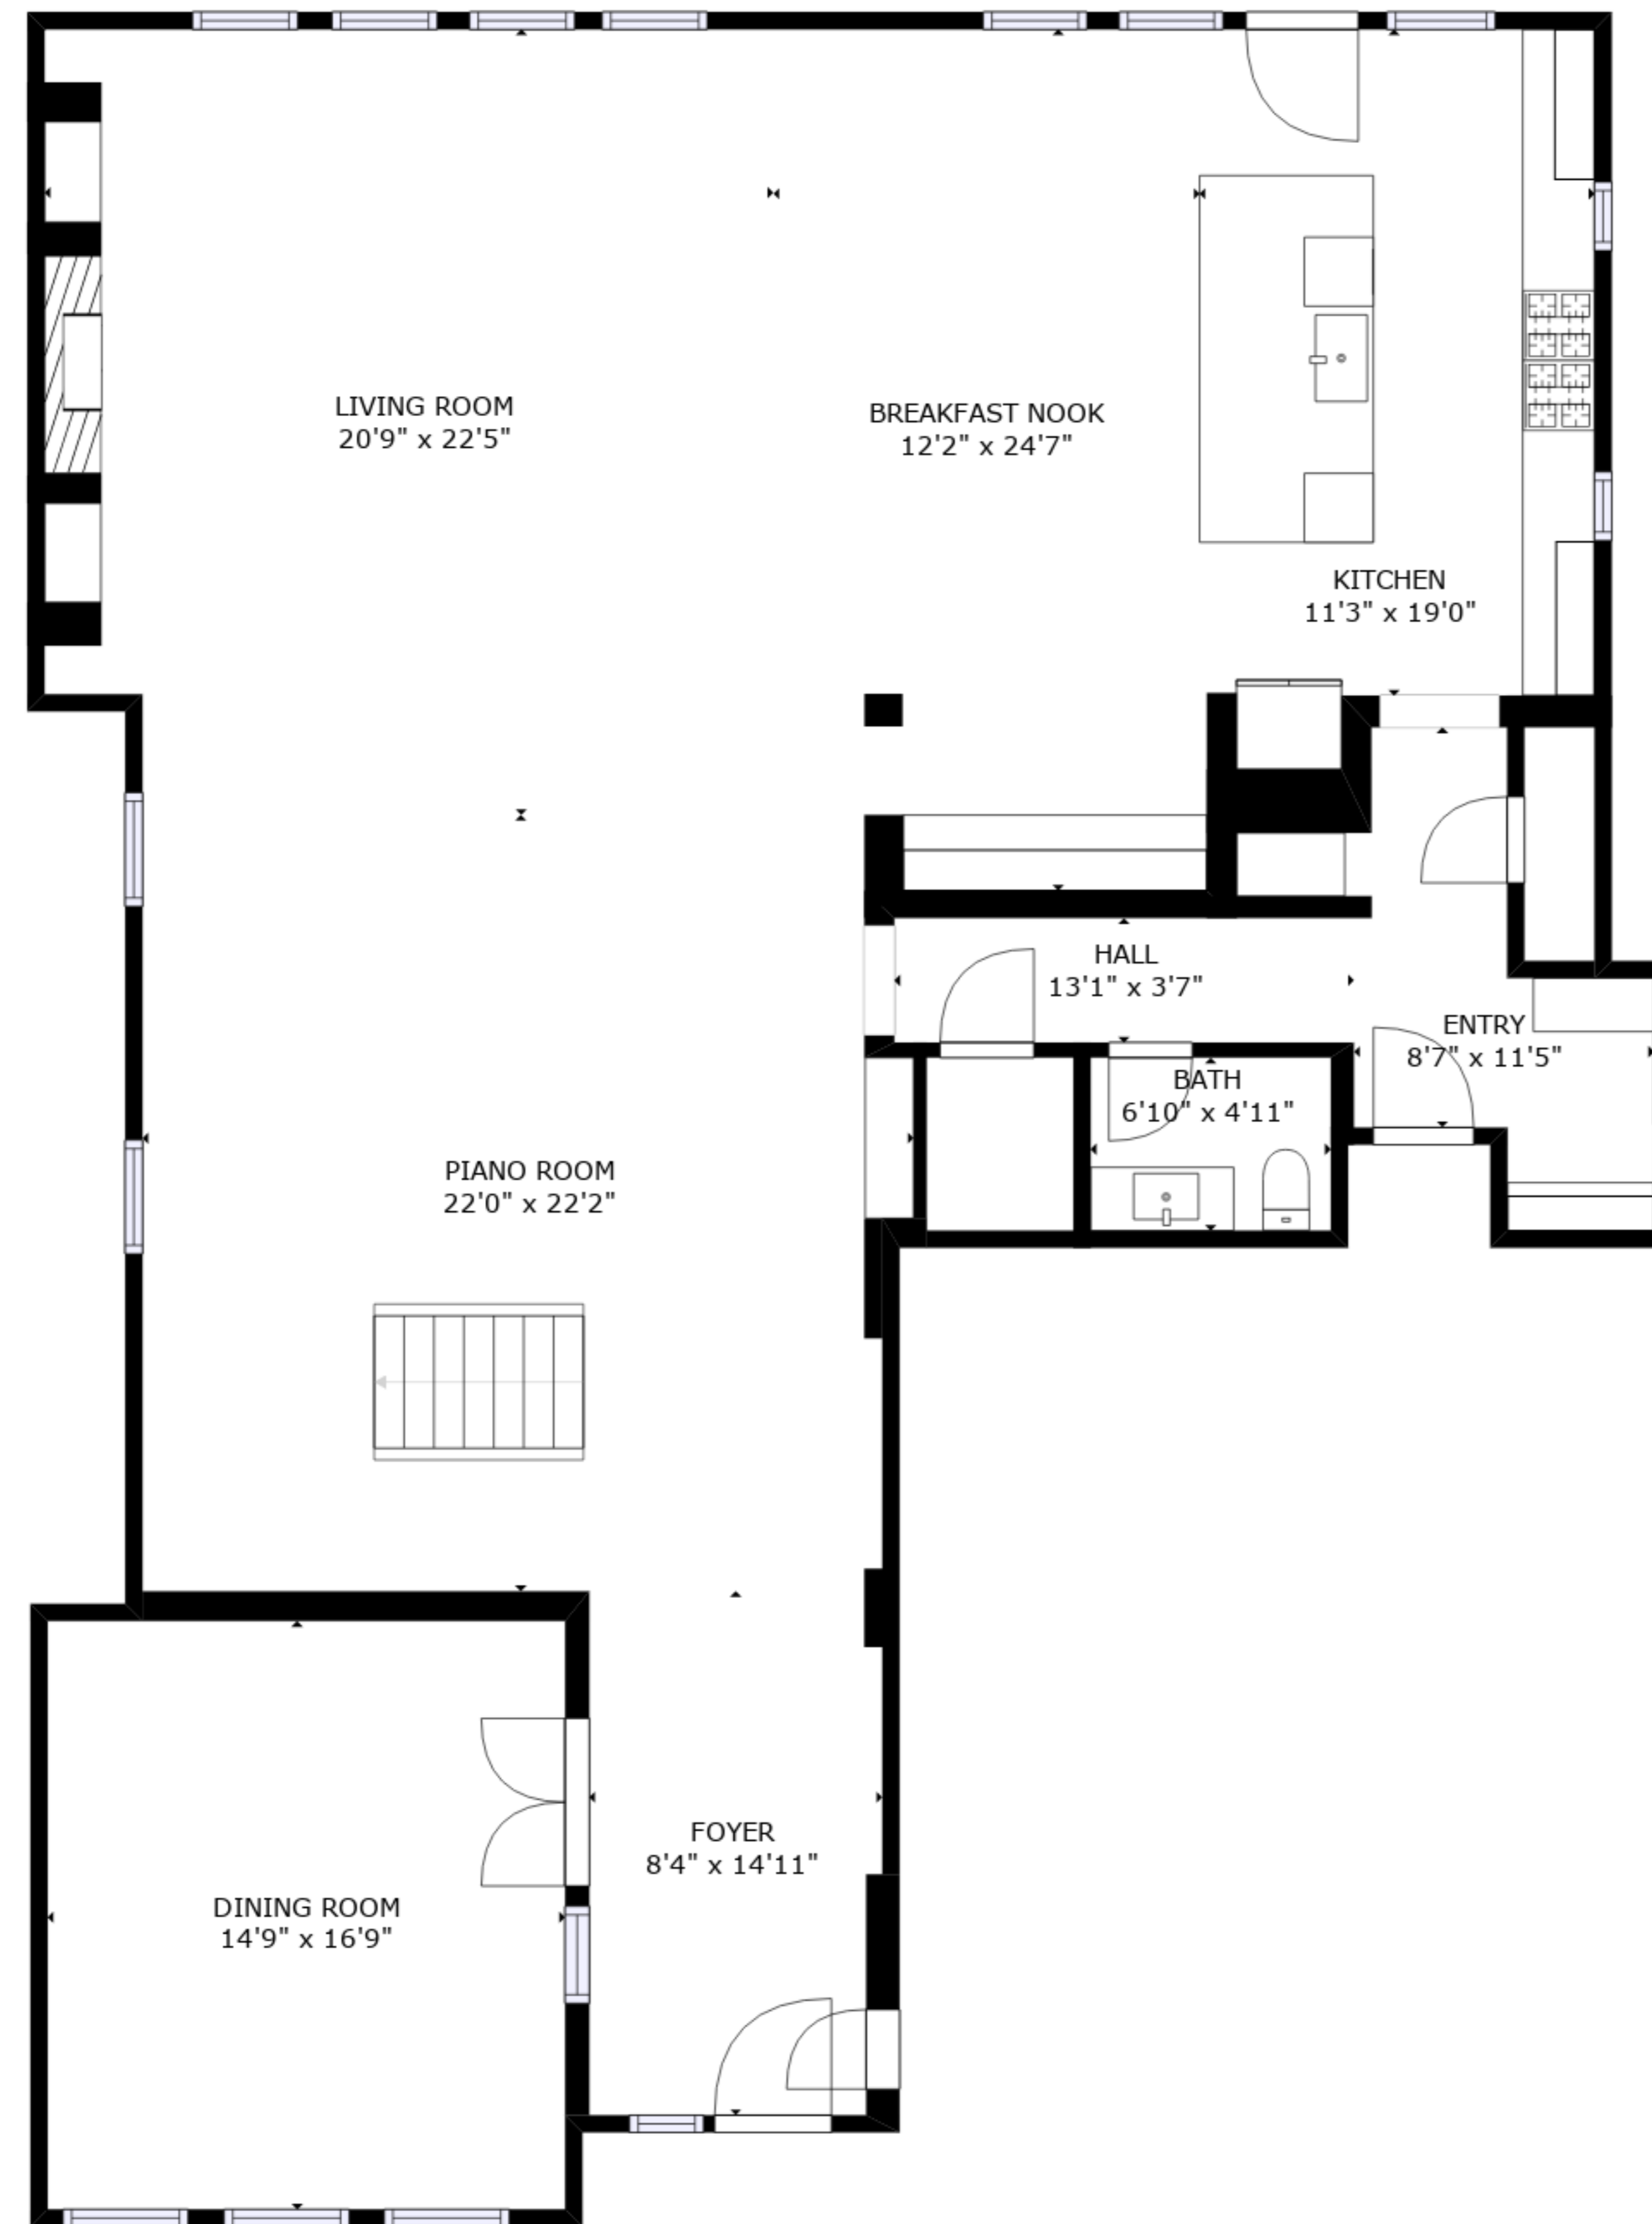 LIVING ROOM
20'9" x 22'5"
BREAKFAST NOOK
12'2" x 24'7"
KITCHEN
11'3" x 19'0"
HALL
13'1" x 3'7"
ENTRY
8'7" x 11'5"
BATH
6'10" x 4'11"
PIANO ROOM
22'0" x 22'2"
FOYER
8'4" x 14'11"
DINING ROOM
14'9" x 16'9"